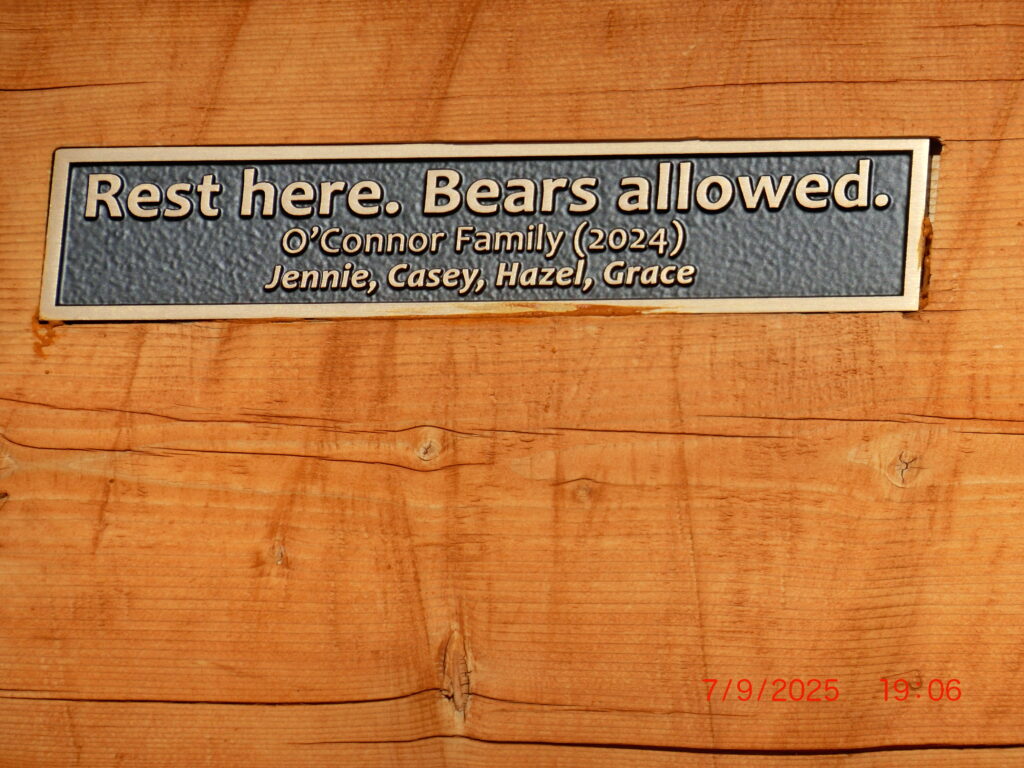 Rest here. Bears allowed.
O'Connor Family (2024)
Jennie, Casey, Hazel, Grace
7/9/2025 19:06